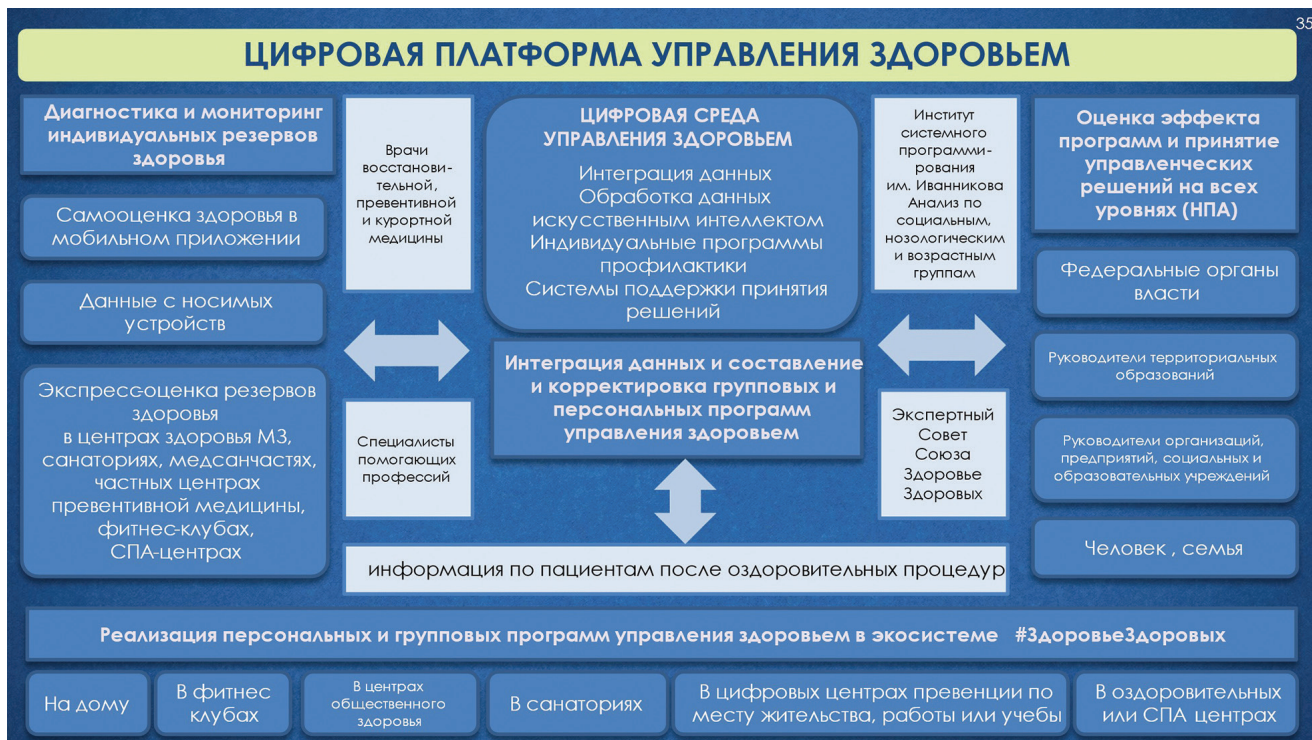 35
ЦИФРОВАЯ ПЛАТФОРМА УПРАВЛЕНИЯ ЗДОРОВЬЕМ
Диагностика и мониторинг
индивидуальных резервов
здоровья
Самооценка здоровья в
мобильном приложении
Данные с носимых
устройств
Экспресс-оценка резервов
здоровья
в центрах здоровья МЗ,
санаториях, медсанчастях,
частных центрах
превентивной медицины,
фитнес-клубах,
СПА-центрах
Врачи
восстанови-
тельной,
превентивной
и курортной
медицины
Специалисты
помогающих
профессий
ЦИФРОВАЯ СРЕДА
УПРАВЛЕНИЯ ЗДОРОВЬЕМ
Интеграция данных
Обработка данных
искусственным интеллектом
Индивидуальные программы
профилактики
Системы поддержки принятия
решений
Интеграция данных и составление
и корректировка групповых и
персональных программ
управления здоровьем
Институт
системного
программи-
рования
им. Иванникова
Анализ по
социальным,
нозологическим
и возрастным
группам
Экспертный
Совет
Союза
Здоровье
Здоровых
Оценка эффекта
программ и принятие
управленческих
решений на всех
уровнях (НПА)
Федеральные органы
власти
Руководители территориальных
образований
Руководители организаций,
предприятий, социальных и
образовательных учреждений
Человек , семья
информация по пациентам после оздоровительных процедур
Реализация персональных и групповых программ управления здоровьем в экосистеме #ЗдоровьеЗдоровых
На дому
В фитнес
клубах
В центрах
общественного
здоровья
В санаториях
В цифровых центрах превенции по
месту жительства, работы или учебы
В оздоровительных
или СПА центрах